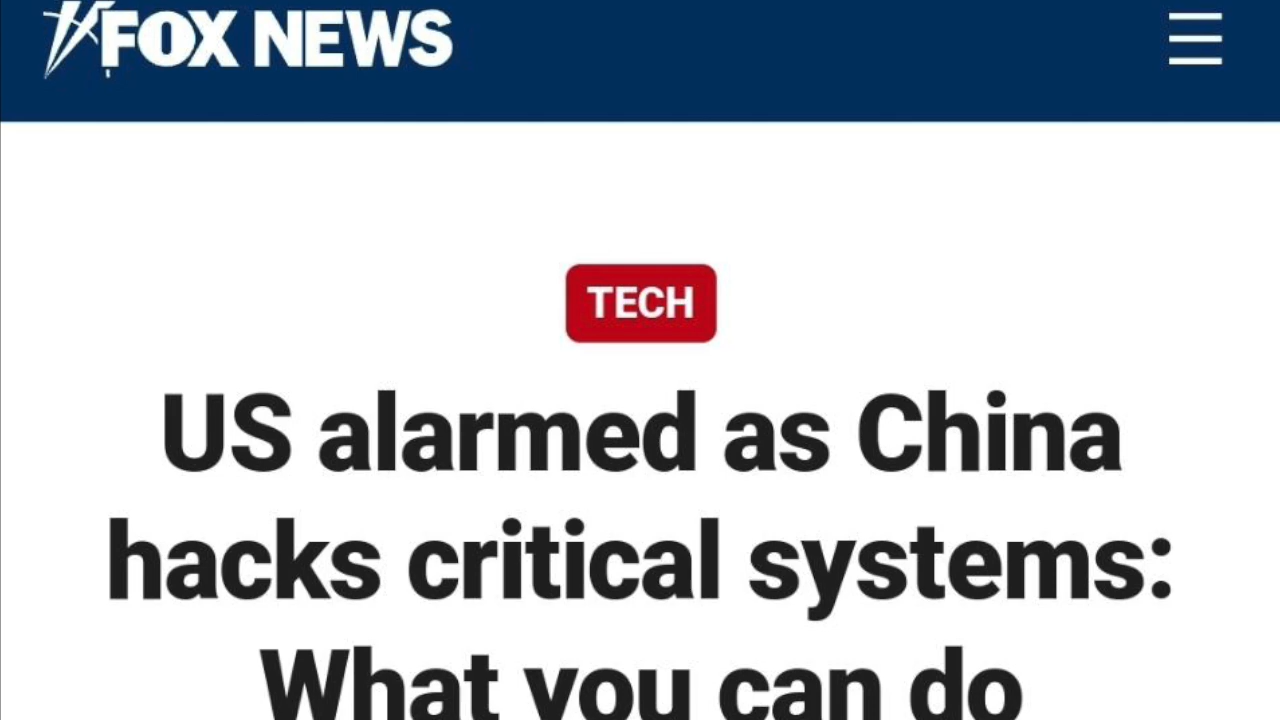 FOX NEWS
TECH
US alarmed as China
hacks critical systems:
What you can do